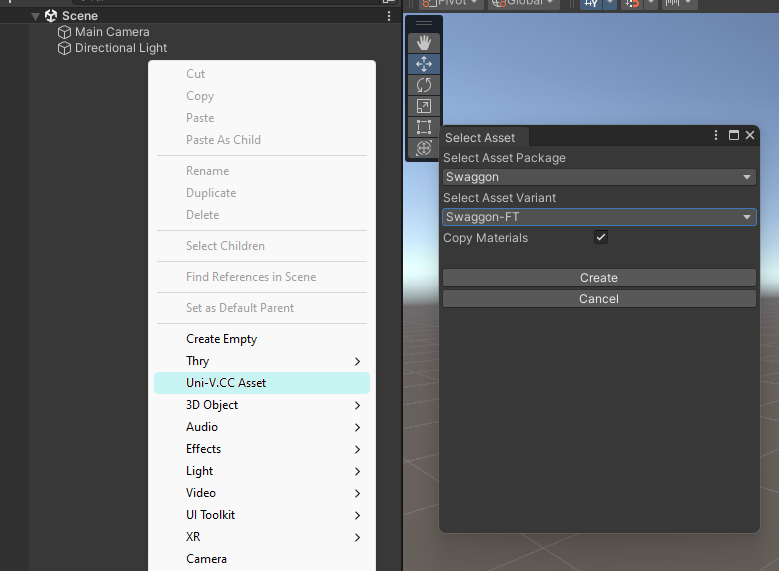 Scene
Main Camera
Directional Light
Cut
Copy
Paste
Paste As Child
Rename
Duplicate
Delete
Select Children
Find References in Scene
Set as Default Parent
Create Empty
Thry
Uni-V.CC Asset
3D Object
Audio
Effects
Light
Video
UI Toolkit
XR
Camera
Pivot
Global
Select Asset
Select Asset Package
Swaggon
Select Asset Variant
Swaggon-FT
Copy Materials
Create
Cancel